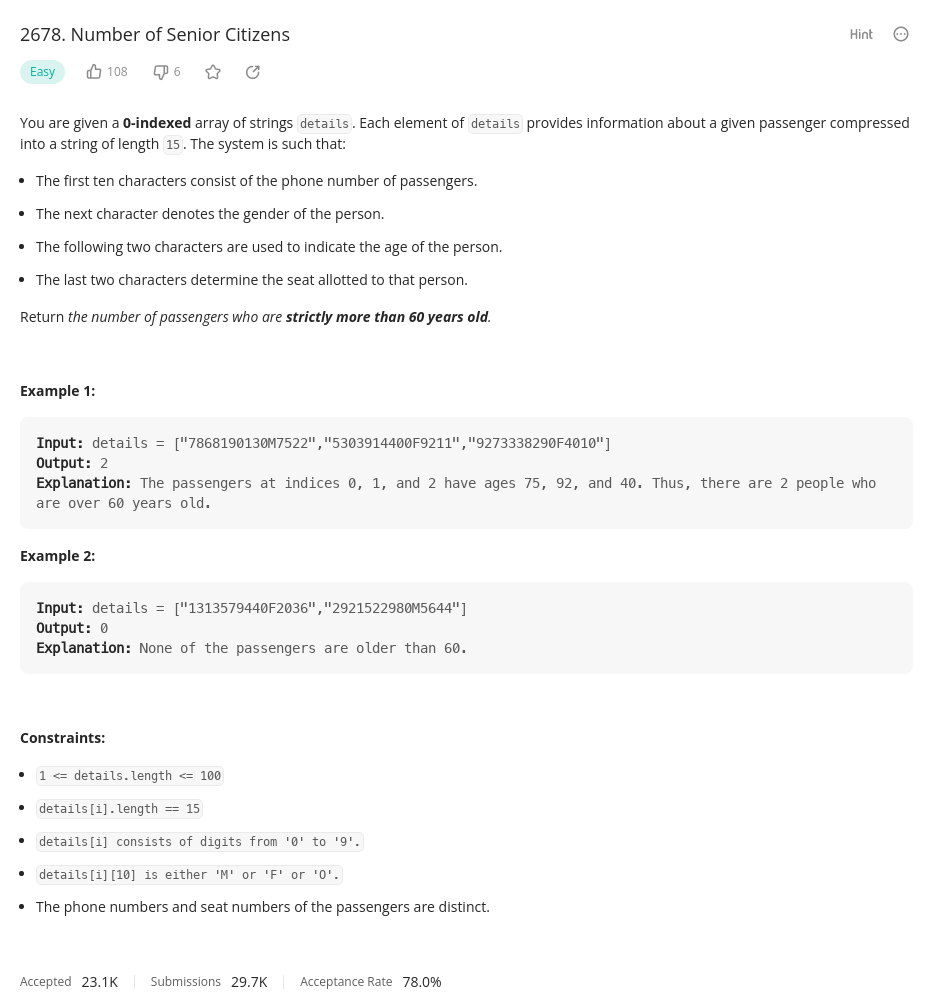 2678. Number of Senior Citizens
Hint
Easy
108
6
You are given a 0-indexed array of strings details. Each element of details provides information about a given passenger compressed
into a string of length 15. The system is such that:
The first ten characters consist of the phone number of passengers.
The next character denotes the gender of the person.
The following two characters are used to indicate the age of the person.
The last two characters determine the seat allotted to that person.
Return the number of passengers who are strictly more than 60 years old.
Example 1:
Input: details = ["7868190130M7522","5303914400F9211","9273338290F4010"]
Output: 2
Explanation: The passengers at indices 0, 1, and 2 have ages 75, 92, and 40. Thus, there are 2 people who
are over 60 years old.
Example 2:
Input: details = ["1313579440F2036","2921522980M5644"]
Output: 0
Explanation: None of the passengers are older than 60.
Constraints:
1 <= details.length <= 100
details[i].length == 15
details[i] consists of digits from '0' to '9'.
details[i][10] is either 'M' or 'F' or 'O'.
The phone numbers and seat numbers of the passengers are distinct.
Accepted 23.1K
Submissions 29.7K
Acceptance Rate 78.0%